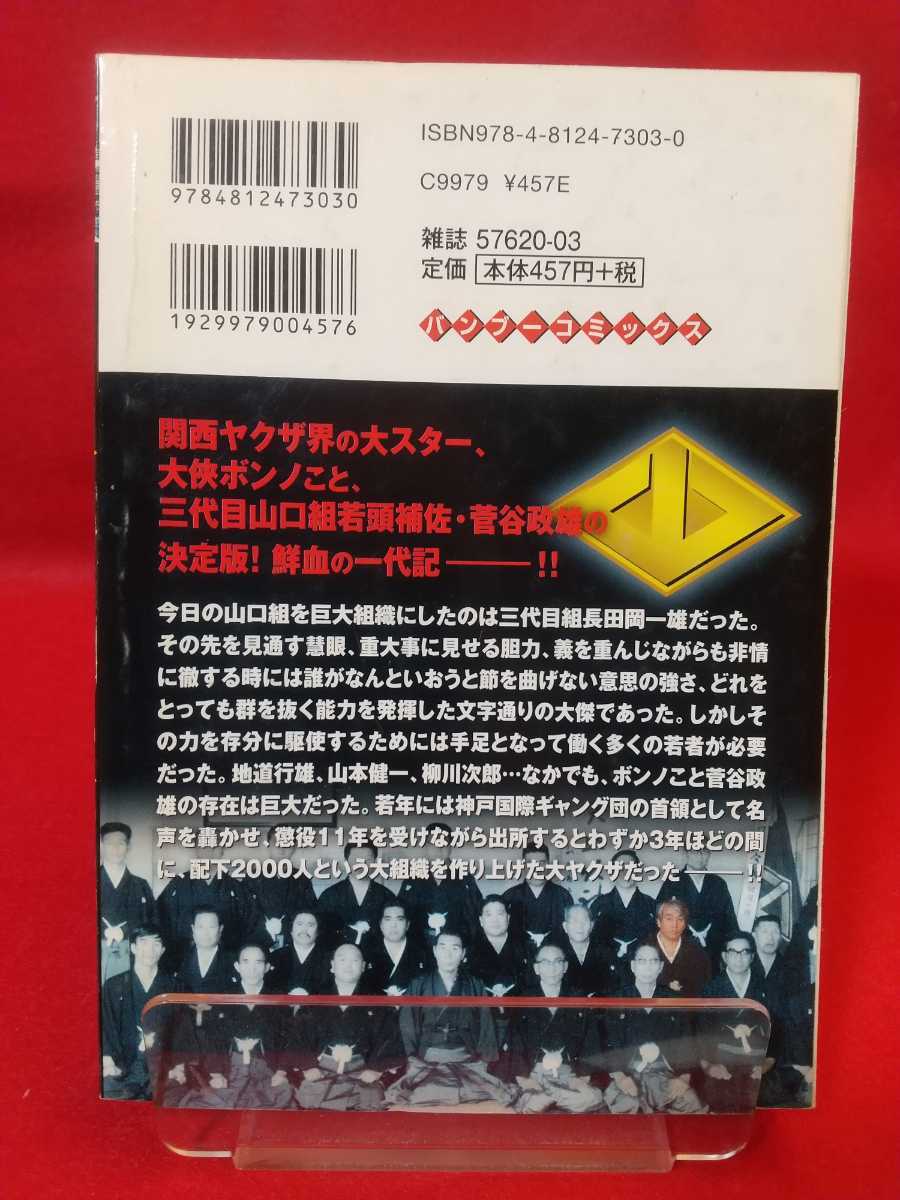 ISBN978-4-8124-7303-0
9784812473030
C9979 ¥457E
雑誌 57620-03
定価 本体457円+税
1929979004576
バンブーコミックス
関西ヤクザ界の大スター、
大侠ボンノこと、
三代目山口組若頭補佐・菅谷政雄の
決定版! 鮮血の一代記———!!
今日の山口組を巨大組織にしたのは三代目組長田岡一雄だった。
その先を見通す慧眼、重大事に見せる胆力、義を重んじながらも非情
に徹する時には誰がなんといおうと節を曲げない意思の強さ、どれを
とっても群を抜く能力を発揮した文字通りの大傑であった。しかしそ
の力を存分に駆使するためには手足となって働く多くの若者が必要
だった。地道行雄、山本健一、柳川次郎…なかでも、ボンノこと菅谷政
雄の存在は巨大だった。若年には神戸国際ギャング団の首領として名
声を轟かせ、懲役11年を受けながら出所するとわずか3年ほどの間
に、配下2000人という大組織を作り上げた大ヤクザだった———!!